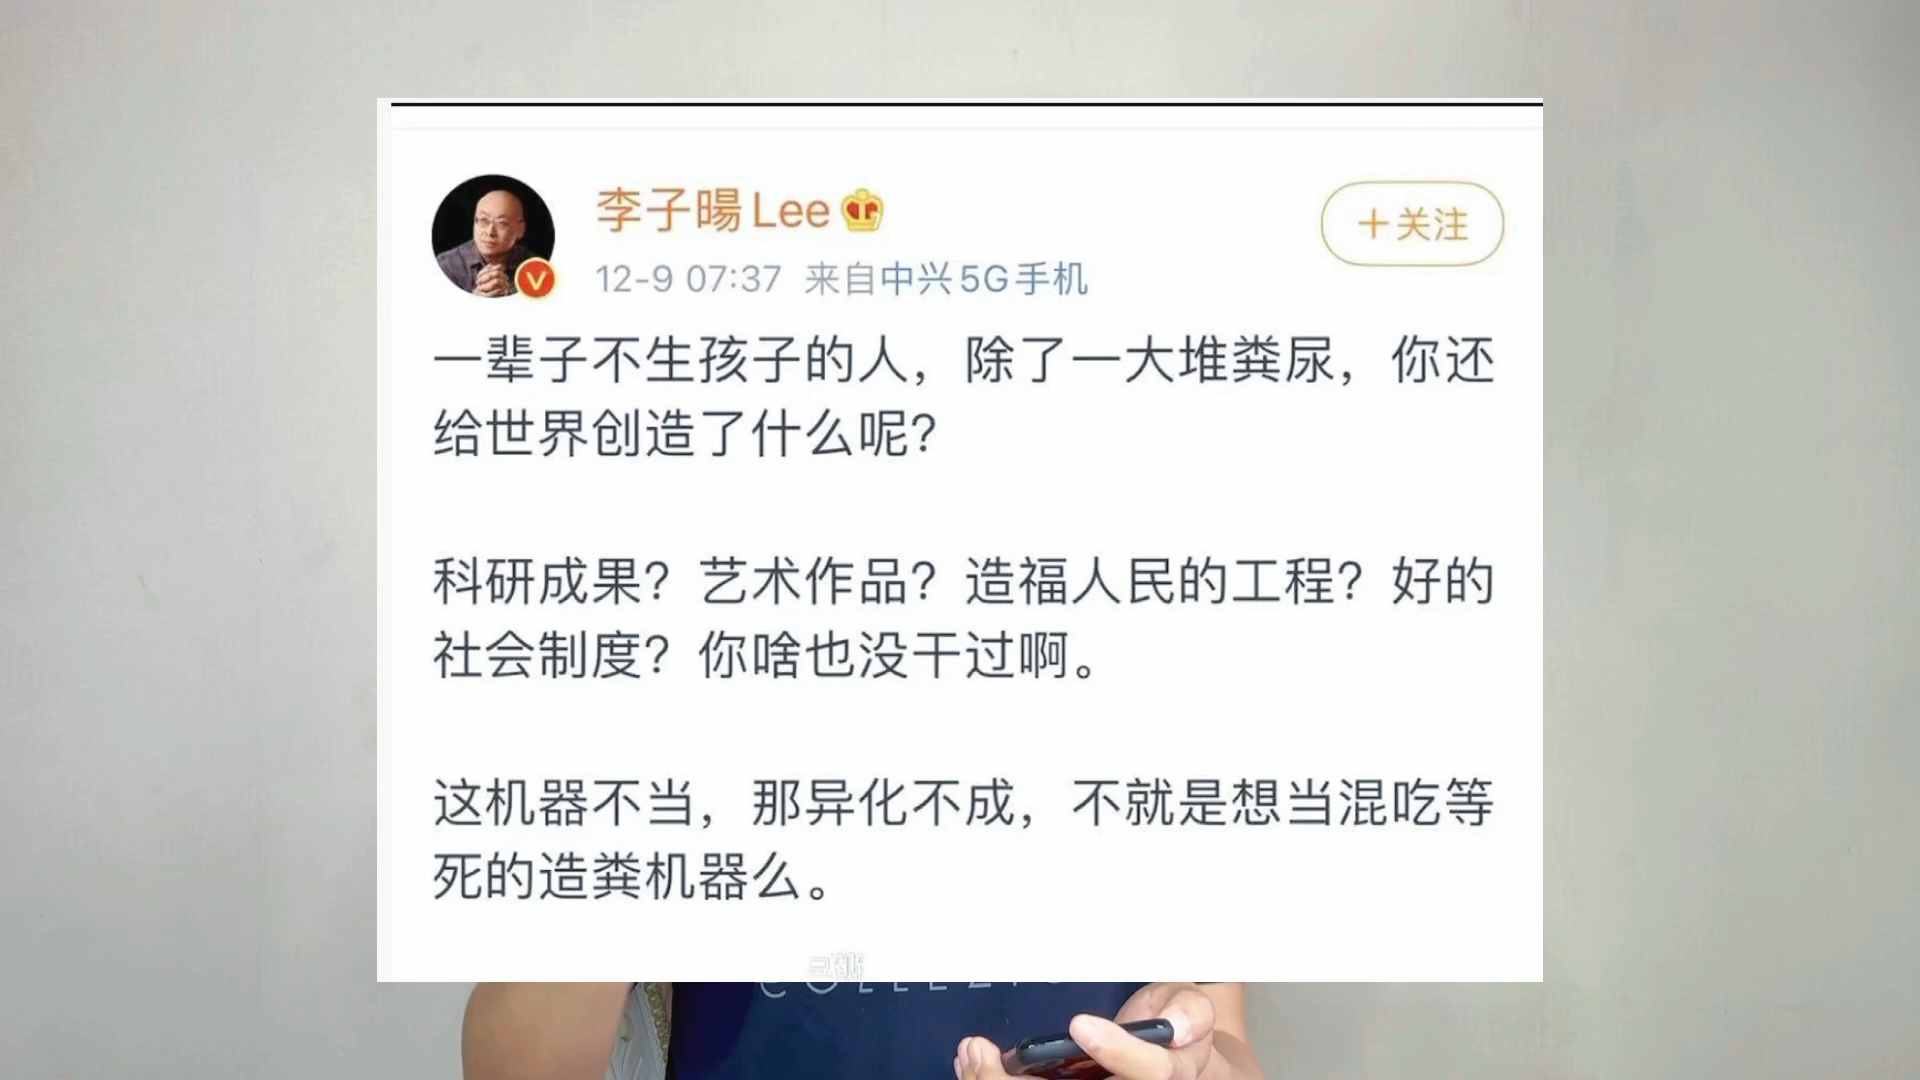 李子暘Lee
+关注
12-9 07:37 来自中兴5G手机
一辈子不生孩子的人，除了一大堆粪尿，你还
给世界创造了什么呢？
科研成果？艺术作品？造福人民的工程？好的
社会制度？你啥也没干过啊。
这机器不当，那异化不成，不就是想当混吃等
死的造粪机器么。